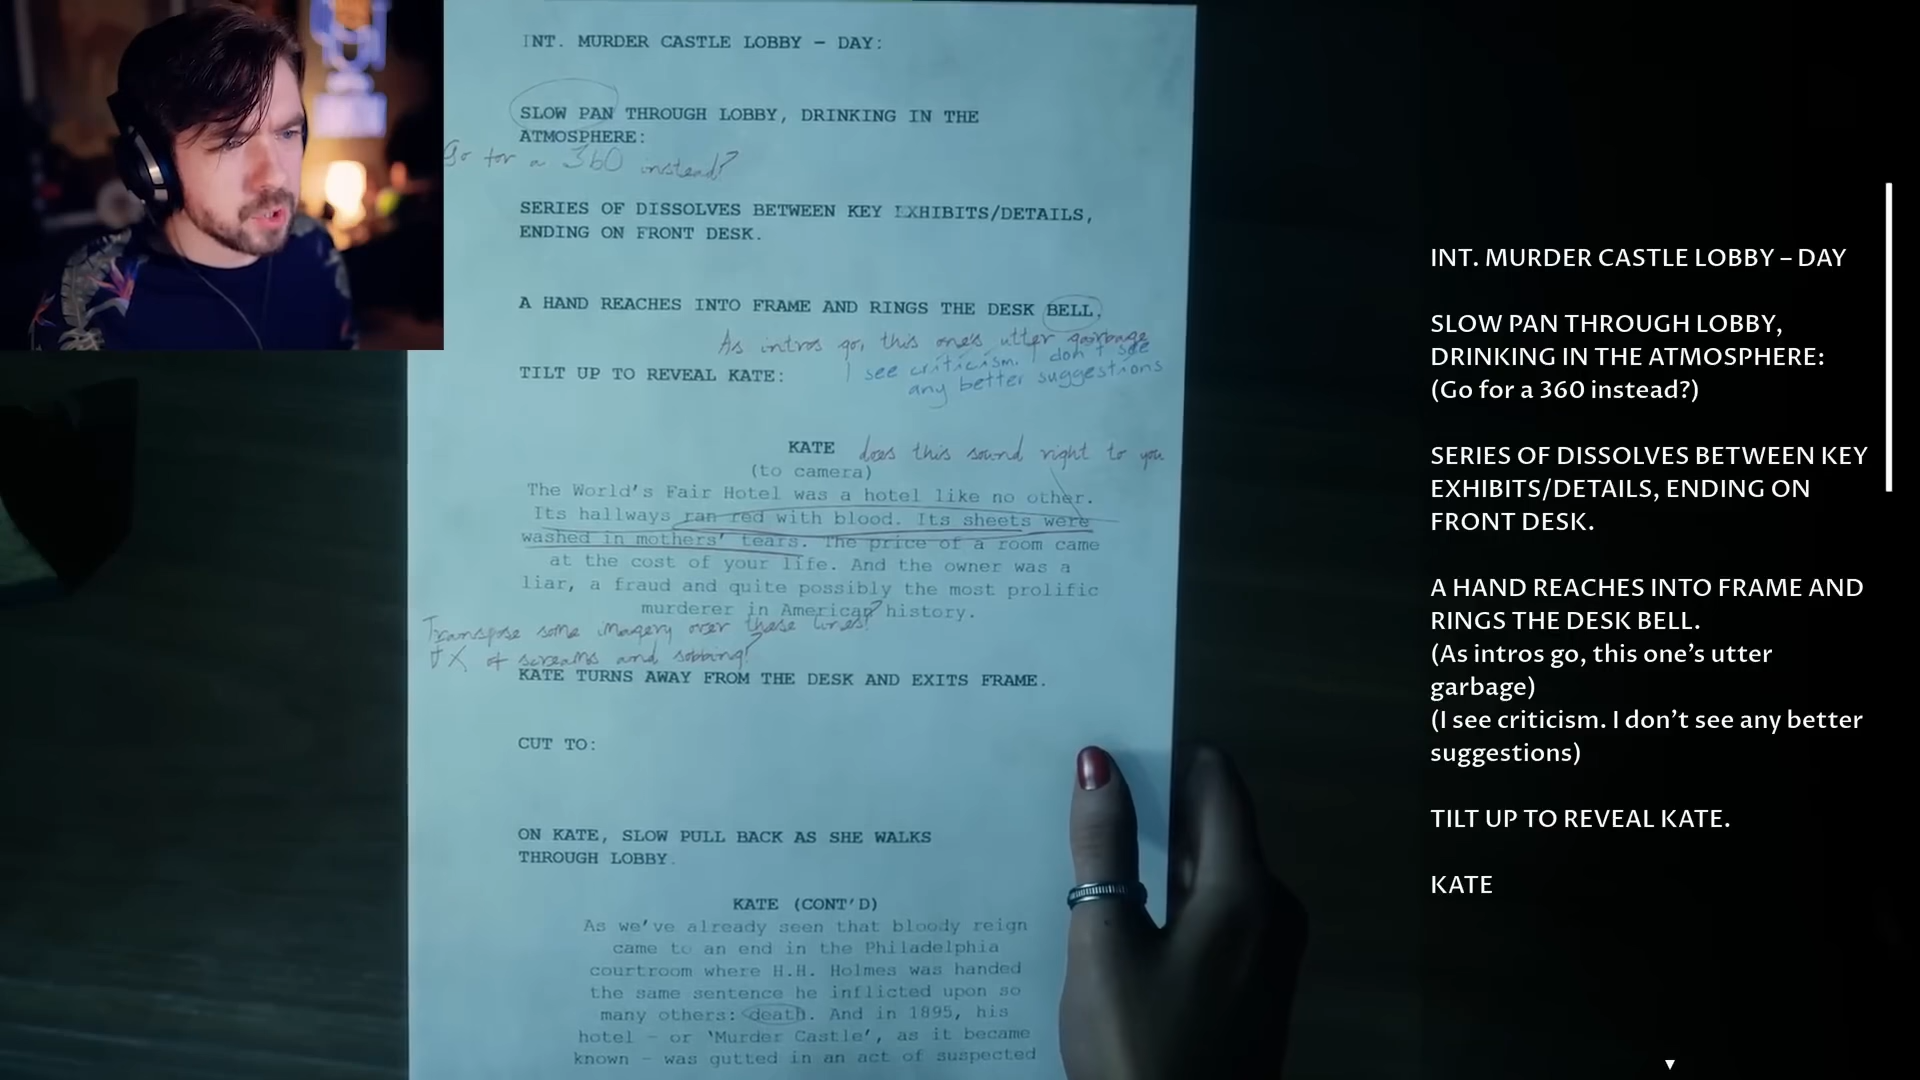 INT. MURDER CASTLE LOBBY – DAY:
SLOW PAN THROUGH LOBBY, DRINKING IN THE
ATMOSPHERE:
Go for a 360 instead?
SERIES OF DISSOLVES BETWEEN KEY EXHIBITS/DETAILS,
ENDING ON FRONT DESK.
A HAND REACHES INTO FRAME AND RINGS THE DESK BELL.
As intros go, this one's utter garbage
I see criticism. I don't see
any better suggestions
TILT UP TO REVEAL KATE:
KATE
does this sound right to you
(to camera)
The World's Fair Hotel was a hotel like no other.
Its hallways ran red with blood. Its sheets were
washed in mothers' tears. The price of a room came
at the cost of your life. And the owner was a
liar, a fraud and quite possibly the most prolific
murderer in American history.
Transpose some imagery over these lines?
FX of screams and sobbing?
KATE TURNS AWAY FROM THE DESK AND EXITS FRAME.
CUT TO:
ON KATE, SLOW PULL BACK AS SHE WALKS
THROUGH LOBBY.
KATE (CONT'D)
As we've already seen that bloody reign
came to an end in the Philadelphia
courtroom where H.H. Holmes was handed
the same sentence he inflicted upon so
many others: death. And in 1895, his
hotel – or 'Murder Castle', as it became
known – was gutted in an act of suspected
INT. MURDER CASTLE LOBBY – DAY
SLOW PAN THROUGH LOBBY,
DRINKING IN THE ATMOSPHERE:
(Go for a 360 instead?)
SERIES OF DISSOLVES BETWEEN KEY
EXHIBITS/DETAILS, ENDING ON
FRONT DESK.
A HAND REACHES INTO FRAME AND
RINGS THE DESK BELL.
(As intros go, this one's utter
garbage)
(I see criticism. I don't see any better
suggestions)
TILT UP TO REVEAL KATE.
KATE